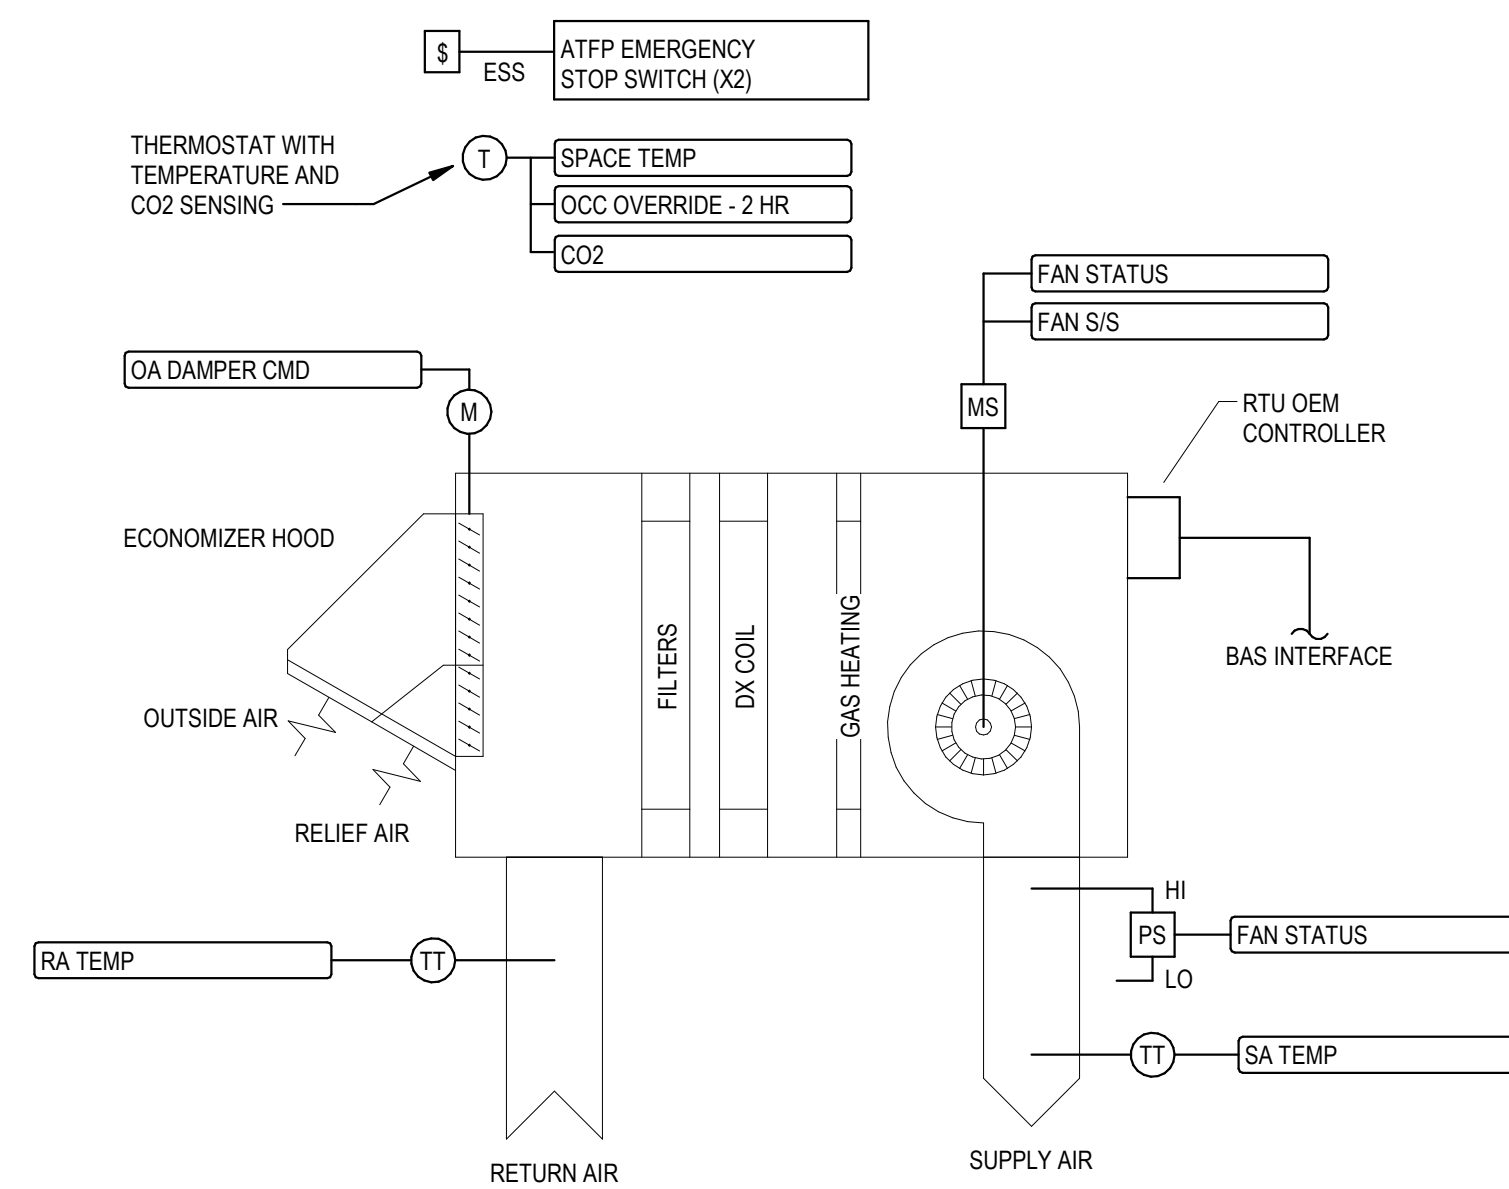 $
ESS
ATFP EMERGENCY
STOP SWITCH (X2)
THERMOSTAT WITH
TEMPERATURE AND
CO2 SENSING
T
SPACE TEMP
OCC OVERRIDE - 2 HR
CO2
FAN STATUS
FAN S/S
OA DAMPER CMD
M
MS
RTU OEM
CONTROLLER
ECONOMIZER HOOD
FILTERS
DX COIL
GAS HEATING
BAS INTERFACE
OUTSIDE AIR
RELIEF AIR
HI
PS
FAN STATUS
LO
RA TEMP
TT
TT
SA TEMP
RETURN AIR
SUPPLY AIR